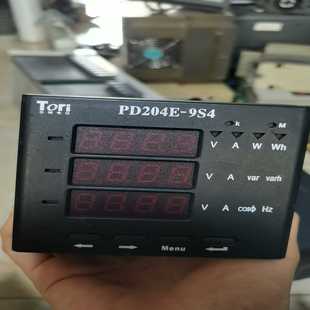 Tori
PD204E-9S4
K M
V A W Wh
V A var varh
V A cosΦ Hz
Menu